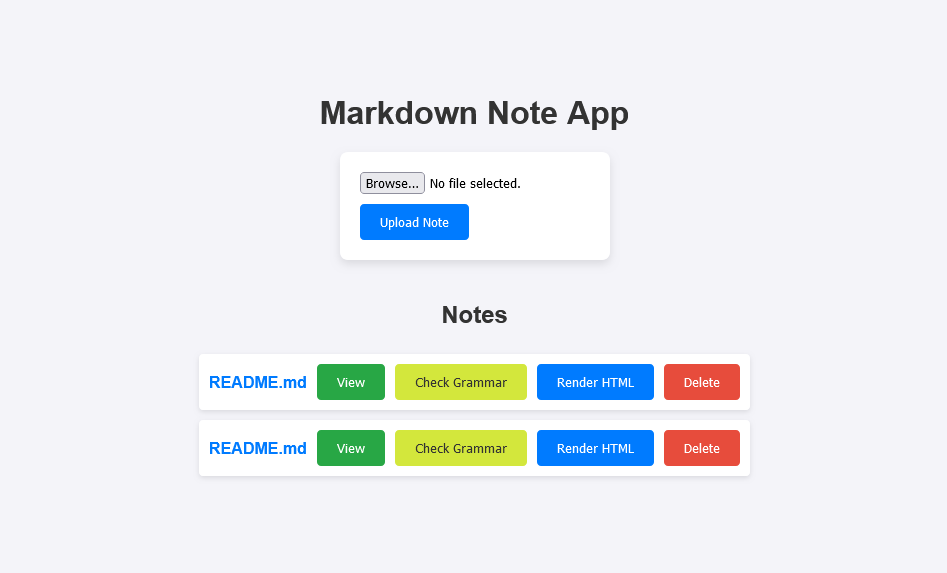 Markdown Note App
Browse... No file selected.
Upload Note
Notes
README.md View Check Grammar Render HTML Delete
README.md View Check Grammar Render HTML Delete